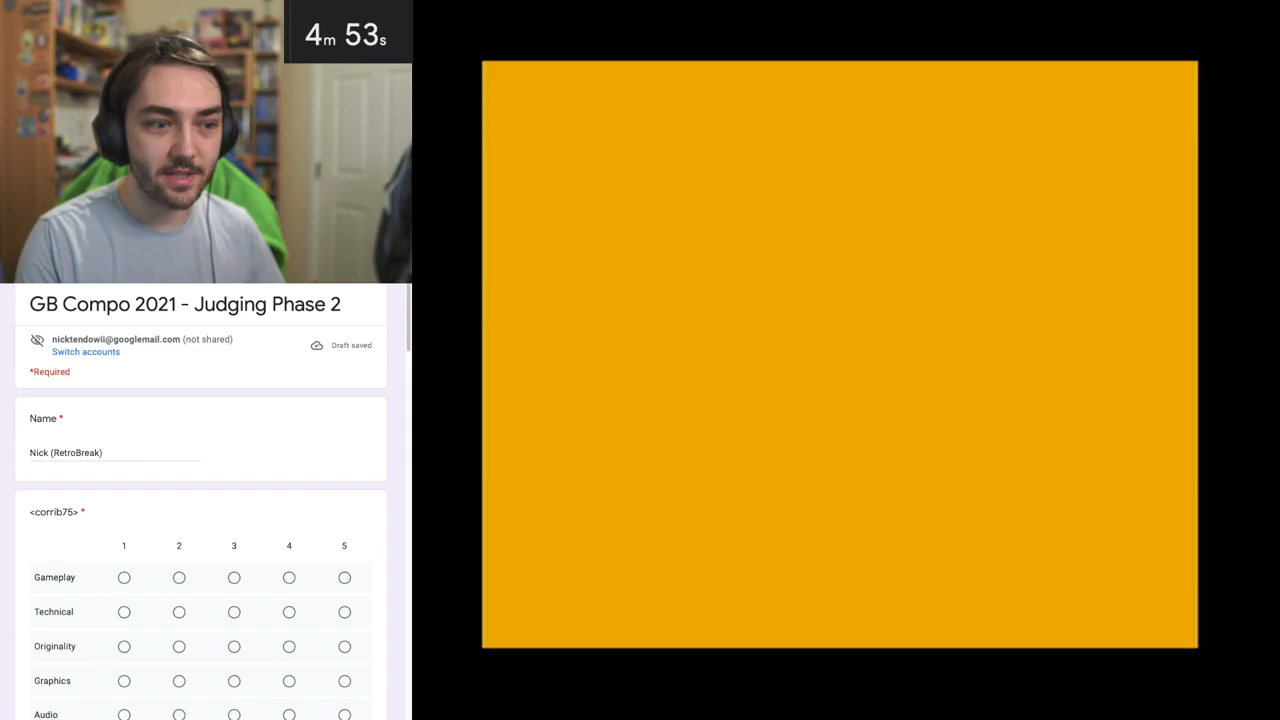 4m 53s
GB Compo 2021 - Judging Phase 2
nicktendowii@googlemail.com (not shared)
Switch accounts
Draft saved
*Required
Name *
Nick (RetroBreak)
<corrib75> *
1 2 3 4 5
Gameplay
Technical
Originality
Graphics
Audio